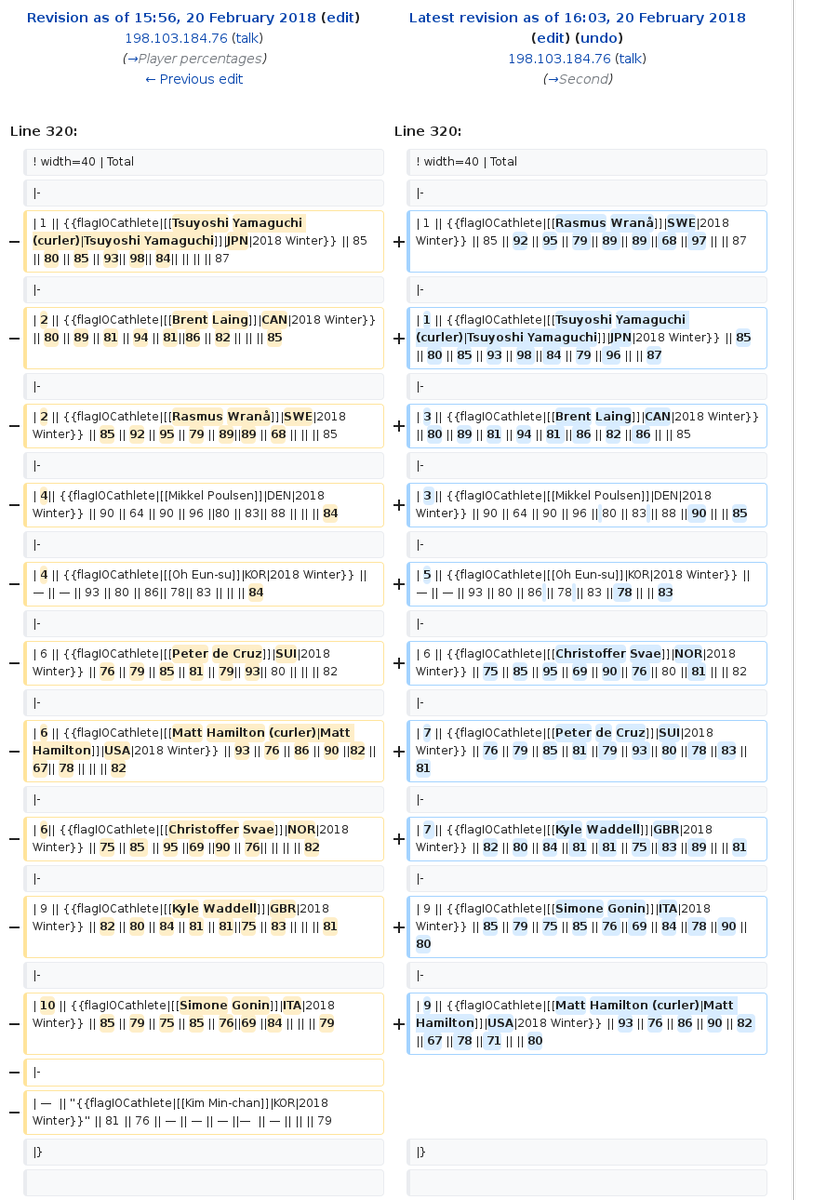 Revision as of 15:56, 20 February 2018 (edit)
198.103.184.76 (talk)
(→Player percentages)
← Previous edit
Line 320:
! width=40 | Total
|-
− | 1 || {{flagIOCathlete|[[Tsuyoshi Yamaguchi
(curler)|Tsuyoshi Yamaguchi]]|JPN|2018 Winter}} || 85
|| 80 || 85 || 93|| 98|| 84|| || || || 87
|-
− | 2 || {{flagIOCathlete|[[Brent Laing]]|CAN|2018 Winter}}
|| 80 || 89 || 81 || 94 || 81||86 || 82 || || || 85
|-
− | 2 || {{flagIOCathlete|[[Rasmus Wranå]]|SWE|2018
Winter}} || 85 || 92 || 95 || 79 || 89||89 || 68 || || || 85
|-
− | 4|| {{flagIOCathlete|[[Mikkel Poulsen]]|DEN|2018
Winter}} || 90 || 64 || 90 || 96 ||80 || 83|| 88 || || || 84
|-
− | 4 || {{flagIOCathlete|[[Oh Eun-su]]|KOR|2018 Winter}} ||
— || — || 93 || 80 || 86|| 78|| 83 || || || 84
|-
− | 6 || {{flagIOCathlete|[[Peter de Cruz]]|SUI|2018
Winter}} || 76 || 79 || 85 || 81 || 79|| 93|| 80 || || || 82
|-
− | 6 || {{flagIOCathlete|[[Matt Hamilton (curler)|Matt
Hamilton]]|USA|2018 Winter}} || 93 || 76 || 86 || 90 ||82 ||
67|| 78 || || || 82
|-
− | 6|| {{flagIOCathlete|[[Christoffer Svae]]|NOR|2018
Winter}} || 75 || 85 || 95 ||69 ||90 || 76|| || || || 82
|-
− | 9 || {{flagIOCathlete|[[Kyle Waddell]]|GBR|2018
Winter}} || 82 || 80 || 84 || 81 || 81||75 || 83 || || || 81
|-
− | 10 || {{flagIOCathlete|[[Simone Gonin]]|ITA|2018
Winter}} || 85 || 79 || 75 || 85 || 76||69 ||84 || || || 79
− |-
− | — || "{{flagIOCathlete|[[Kim Min-chan]]|KOR|2018
Winter}}" || 81 || 76 || — || — || — ||— || — || || || 79
|}
Latest revision as of 16:03, 20 February 2018
(edit) (undo)
198.103.184.76 (talk)
(→Second)
Line 320:
! width=40 | Total
|-
+ | 1 || {{flagIOCathlete|[[Rasmus Wranå]]|SWE|2018
Winter}} || 85 || 92 || 95 || 79 || 89 || 89 || 68 || 97 || || 87
|-
+ | 1 || {{flagIOCathlete|[[Tsuyoshi Yamaguchi
(curler)|Tsuyoshi Yamaguchi]]|JPN|2018 Winter}} || 85
|| 80 || 85 || 93 || 98 || 84 || 79 || 96 || || 87
|-
+ | 3 || {{flagIOCathlete|[[Brent Laing]]|CAN|2018 Winter}}
|| 80 || 89 || 81 || 94 || 81 || 86 || 82 || 86 || || 85
|-
+ | 3 || {{flagIOCathlete|[[Mikkel Poulsen]]|DEN|2018
Winter}} || 90 || 64 || 90 || 96 || 80 || 83 || 88 || 90 || || 85
|-
+ | 5 || {{flagIOCathlete|[[Oh Eun-su]]|KOR|2018 Winter}} ||
— || — || 93 || 80 || 86 || 78 || 83 || 78 || || 83
|-
+ | 6 || {{flagIOCathlete|[[Christoffer Svae]]|NOR|2018
Winter}} || 75 || 85 || 95 || 69 || 90 || 76 || 80 || 81 || || 82
|-
+ | 7 || {{flagIOCathlete|[[Peter de Cruz]]|SUI|2018
Winter}} || 76 || 79 || 85 || 81 || 79 || 93 || 80 || 78 || 83 ||
81
|-
+ | 7 || {{flagIOCathlete|[[Kyle Waddell]]|GBR|2018
Winter}} || 82 || 80 || 84 || 81 || 81 || 75 || 83 || 89 || || 81
|-
+ | 9 || {{flagIOCathlete|[[Simone Gonin]]|ITA|2018
Winter}} || 85 || 79 || 75 || 85 || 76 || 69 || 84 || 78 || 90 ||
80
|-
+ | 9 || {{flagIOCathlete|[[Matt Hamilton (curler)|Matt
Hamilton]]|USA|2018 Winter}} || 93 || 76 || 86 || 90 || 82
|| 67 || 78 || 71 || || 80
|}